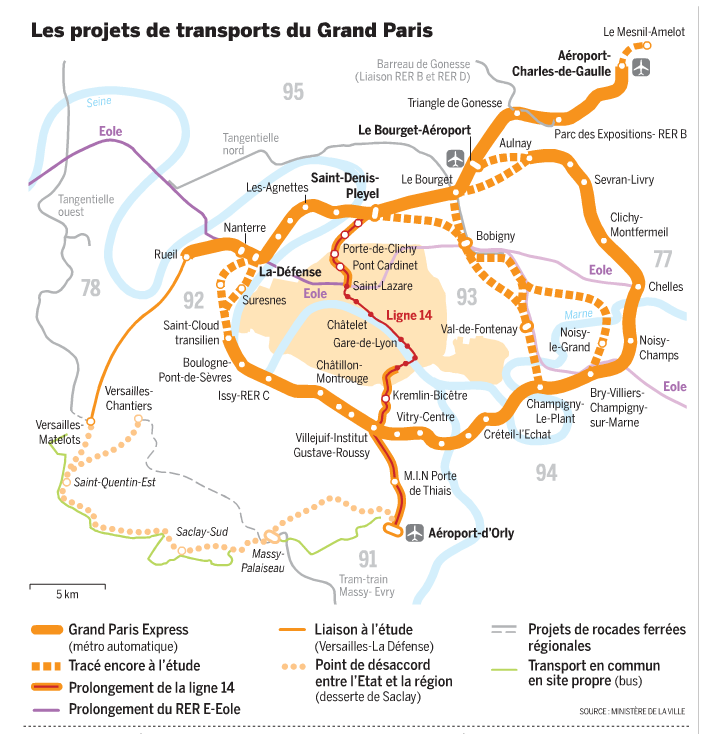 Les projets de transports du Grand Paris
Le Mesnil-Amelot
Aéroport-
Charles-de-Gaulle
Barreau de Gonesse
(Liaison RER B et RER D)
95
Triangle de Gonesse
Seine
Eole
Le Bourget-Aéroport
Parc des Expositions- RER B
Tangentielle
nord
Aulnay
Saint-Denis-
Pleyel
Le Bourget
Sevran-Livry
Les-Agnettes
Tangentielle
ouest
Clichy-
Montfermeil
Nanterre
Bobigny
Porte-de-Clichy
Rueil
77
La-Défense
Pont Cardinet
Eole
78
Saint-Lazare
Chelles
92
Suresnes
Eole
93
Ligne 14
Marne
Saint-Cloud
transilien
Châtelet
Val-de-Fontenay
Gare-de-Lyon
Noisy-
le-Grand
Noisy-
Champs
Boulogne-
Pont-de-Sèvres
Châtillon-
Montrouge
Eole
Issy-RER C
Kremlin-Bicêtre
Bry-Villiers-
Champigny-
sur-Marne
Versailles-
Chantiers
Champigny-
Le-Plant
Vitry-Centre
Versailles-
Matelots
Créteil-l'Echat
Villejuif-Institut
Gustave-Roussy
94
M.I.N Porte
de Thiais
Saint-Quentin-Est
Saclay-Sud
Aéroport-d'Orly
Massy-
Palaiseau
91
Tram-train
Massy- Evry
5 km
Grand Paris Express
(métro automatique)
Tracé encore à l'étude
Prolongement de la ligne 14
Prolongement du RER E-Eole
Liaison à l'étude
(Versailles-La Défense)
Point de désaccord
entre l'Etat et la région
(desserte de Saclay)
Projets de rocades ferrées
régionales
Transport en commun
en site propre (bus)
SOURCE : MINISTÈRE DE LA VILLE